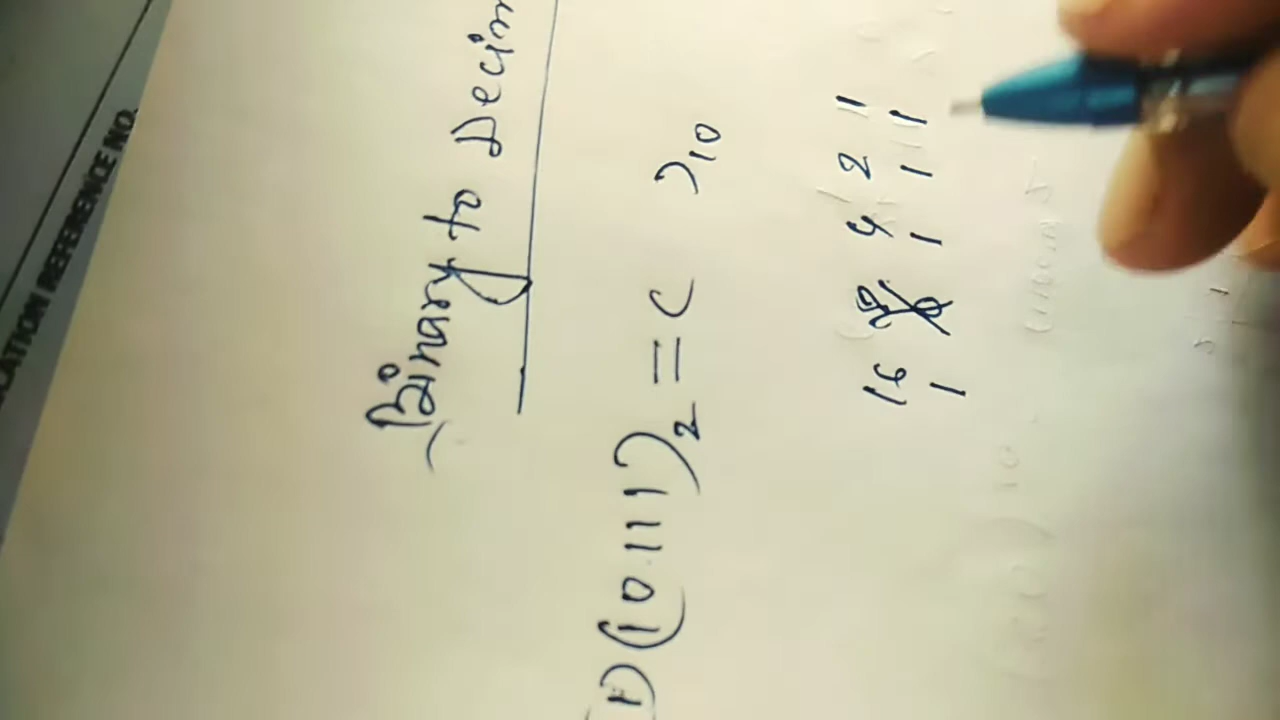 Binary to Decim
1) (10111)₂ = ( )₁₀
16 8 4 2 1
1 0 1 1 1
CATION REFERENCE NO.